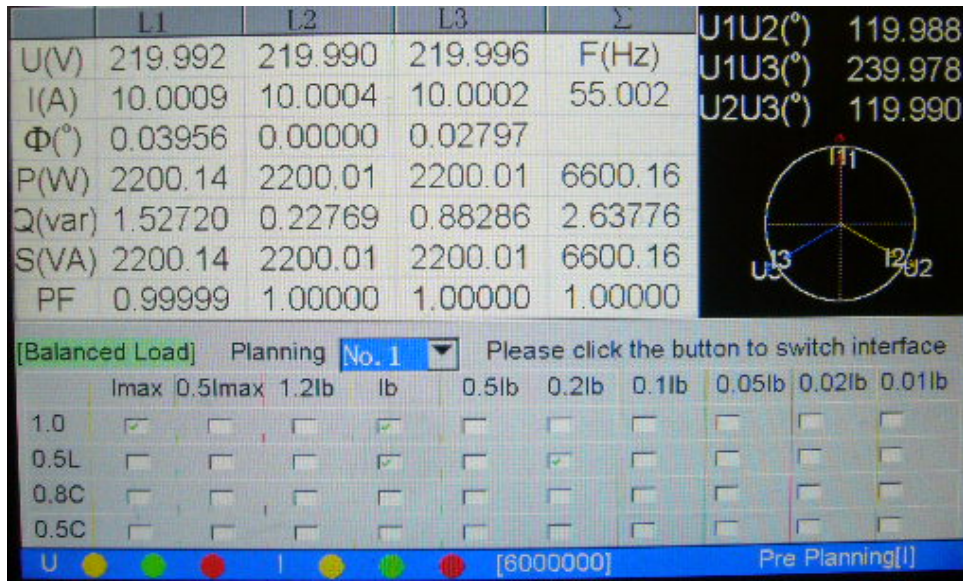 L1 L2 L3 Σ
U(V) 219.992 219.990 219.996 F(Hz)
I(A) 10.0009 10.0004 10.0002 55.002
Φ(°) 0.03956 0.00000 0.02797
P(W) 2200.14 2200.01 2200.01 6600.16
Q(var) 1.52720 0.22769 0.88286 2.63776
S(VA) 2200.14 2200.01 2200.01 6600.16
PF 0.99999 1.00000 1.00000 1.00000
U1U2(°) 119.988
U1U3(°) 239.978
U2U3(°) 119.990
U3 I3 I2 U2
[Balanced Load] Planning No. 1 Please click the button to switch interface
Imax 0.5Imax 1.2Ib Ib 0.5Ib 0.2Ib 0.1Ib 0.05Ib 0.02Ib 0.01Ib
1.0
0.5L
0.8C
0.5C
U I [6000000] Pre Planning[I]